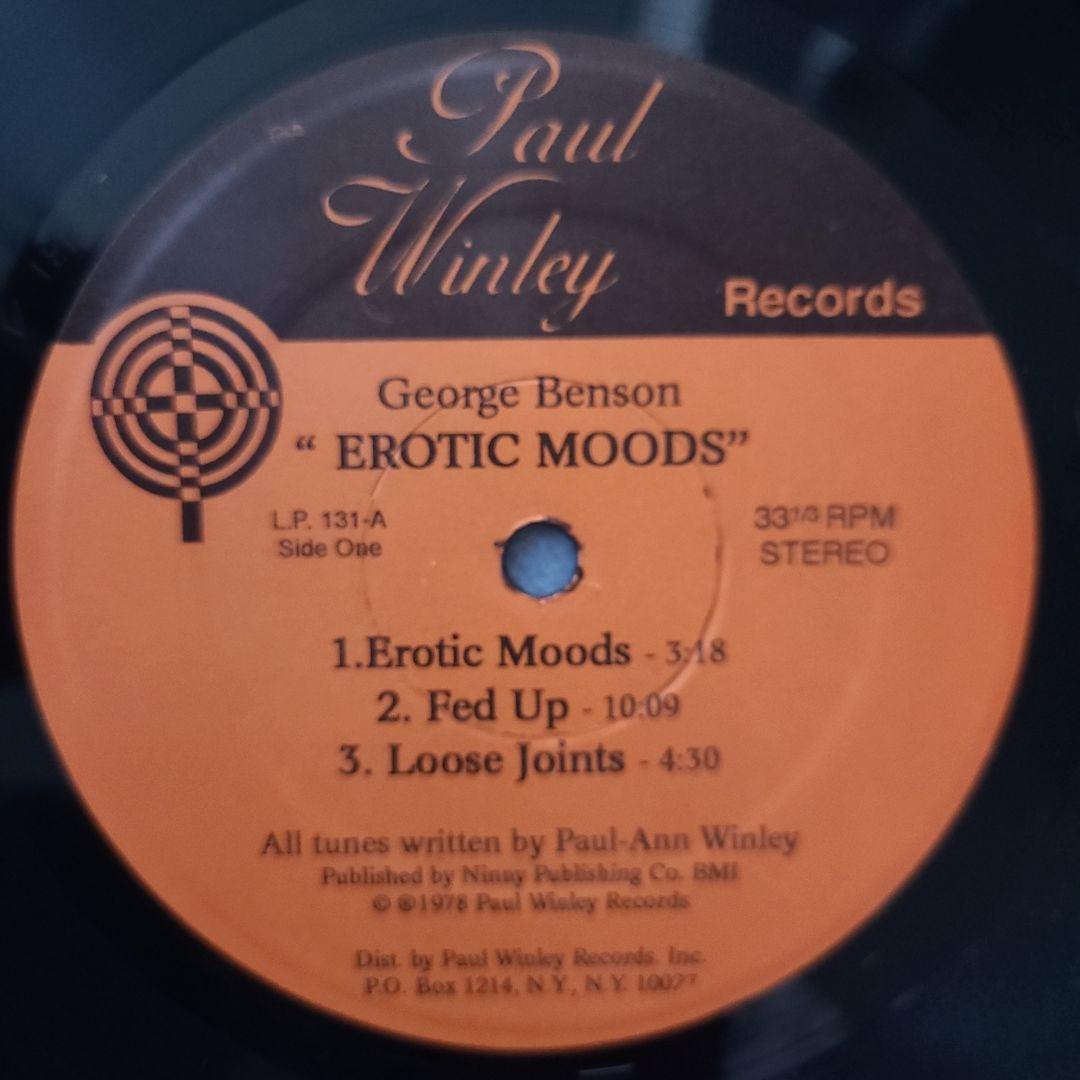 Paul
Winley
Records
George Benson
“ EROTIC MOODS”
L.P. 131-A
Side One
33 1/3 RPM
STEREO
1.Erotic Moods - 3:18
2. Fed Up - 10:09
3. Loose Joints - 4:30
All tunes written by Paul-Ann Winley
Published by Ninny Publishing Co. BMI
© ℗1978 Paul Winley Records
Dist. by Paul Winley Records, Inc.
P.O. Box 1214, N.Y., N.Y. 10027